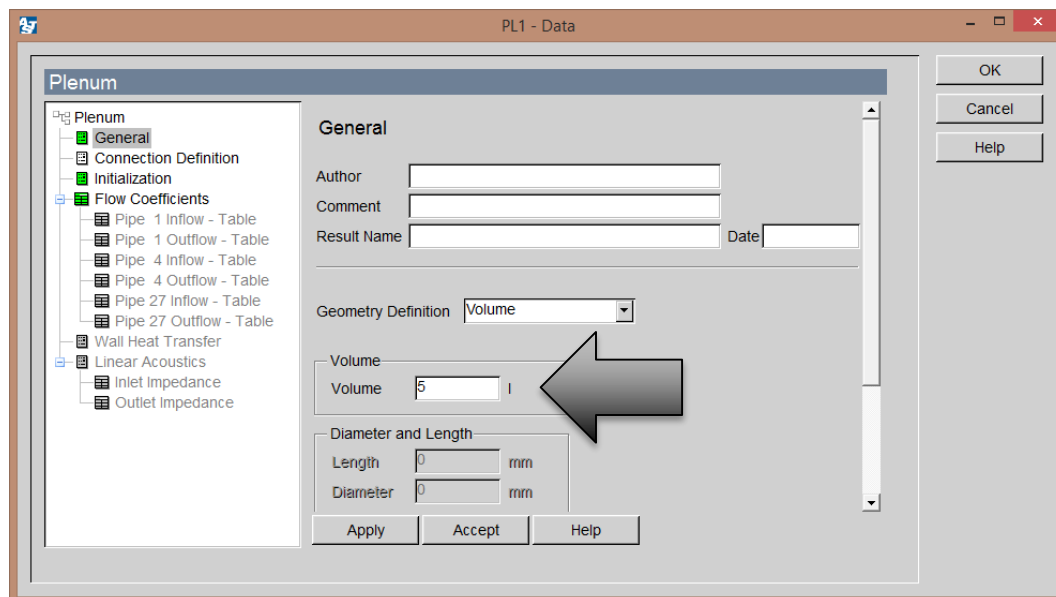 AST
PL1 - Data
Plenum
OK
Cancel
Help
Plenum
General
Connection Definition
Initialization
Flow Coefficients
Pipe 1 Inflow - Table
Pipe 1 Outflow - Table
Pipe 4 Inflow - Table
Pipe 4 Outflow - Table
Pipe 27 Inflow - Table
Pipe 27 Outflow - Table
Wall Heat Transfer
Linear Acoustics
Inlet Impedance
Outlet Impedance
General
Author
Comment
Result Name Date
Geometry Definition Volume
Volume
Volume 5 l
Diameter and Length
Length 0 mm
Diameter 0 mm
Apply Accept Help